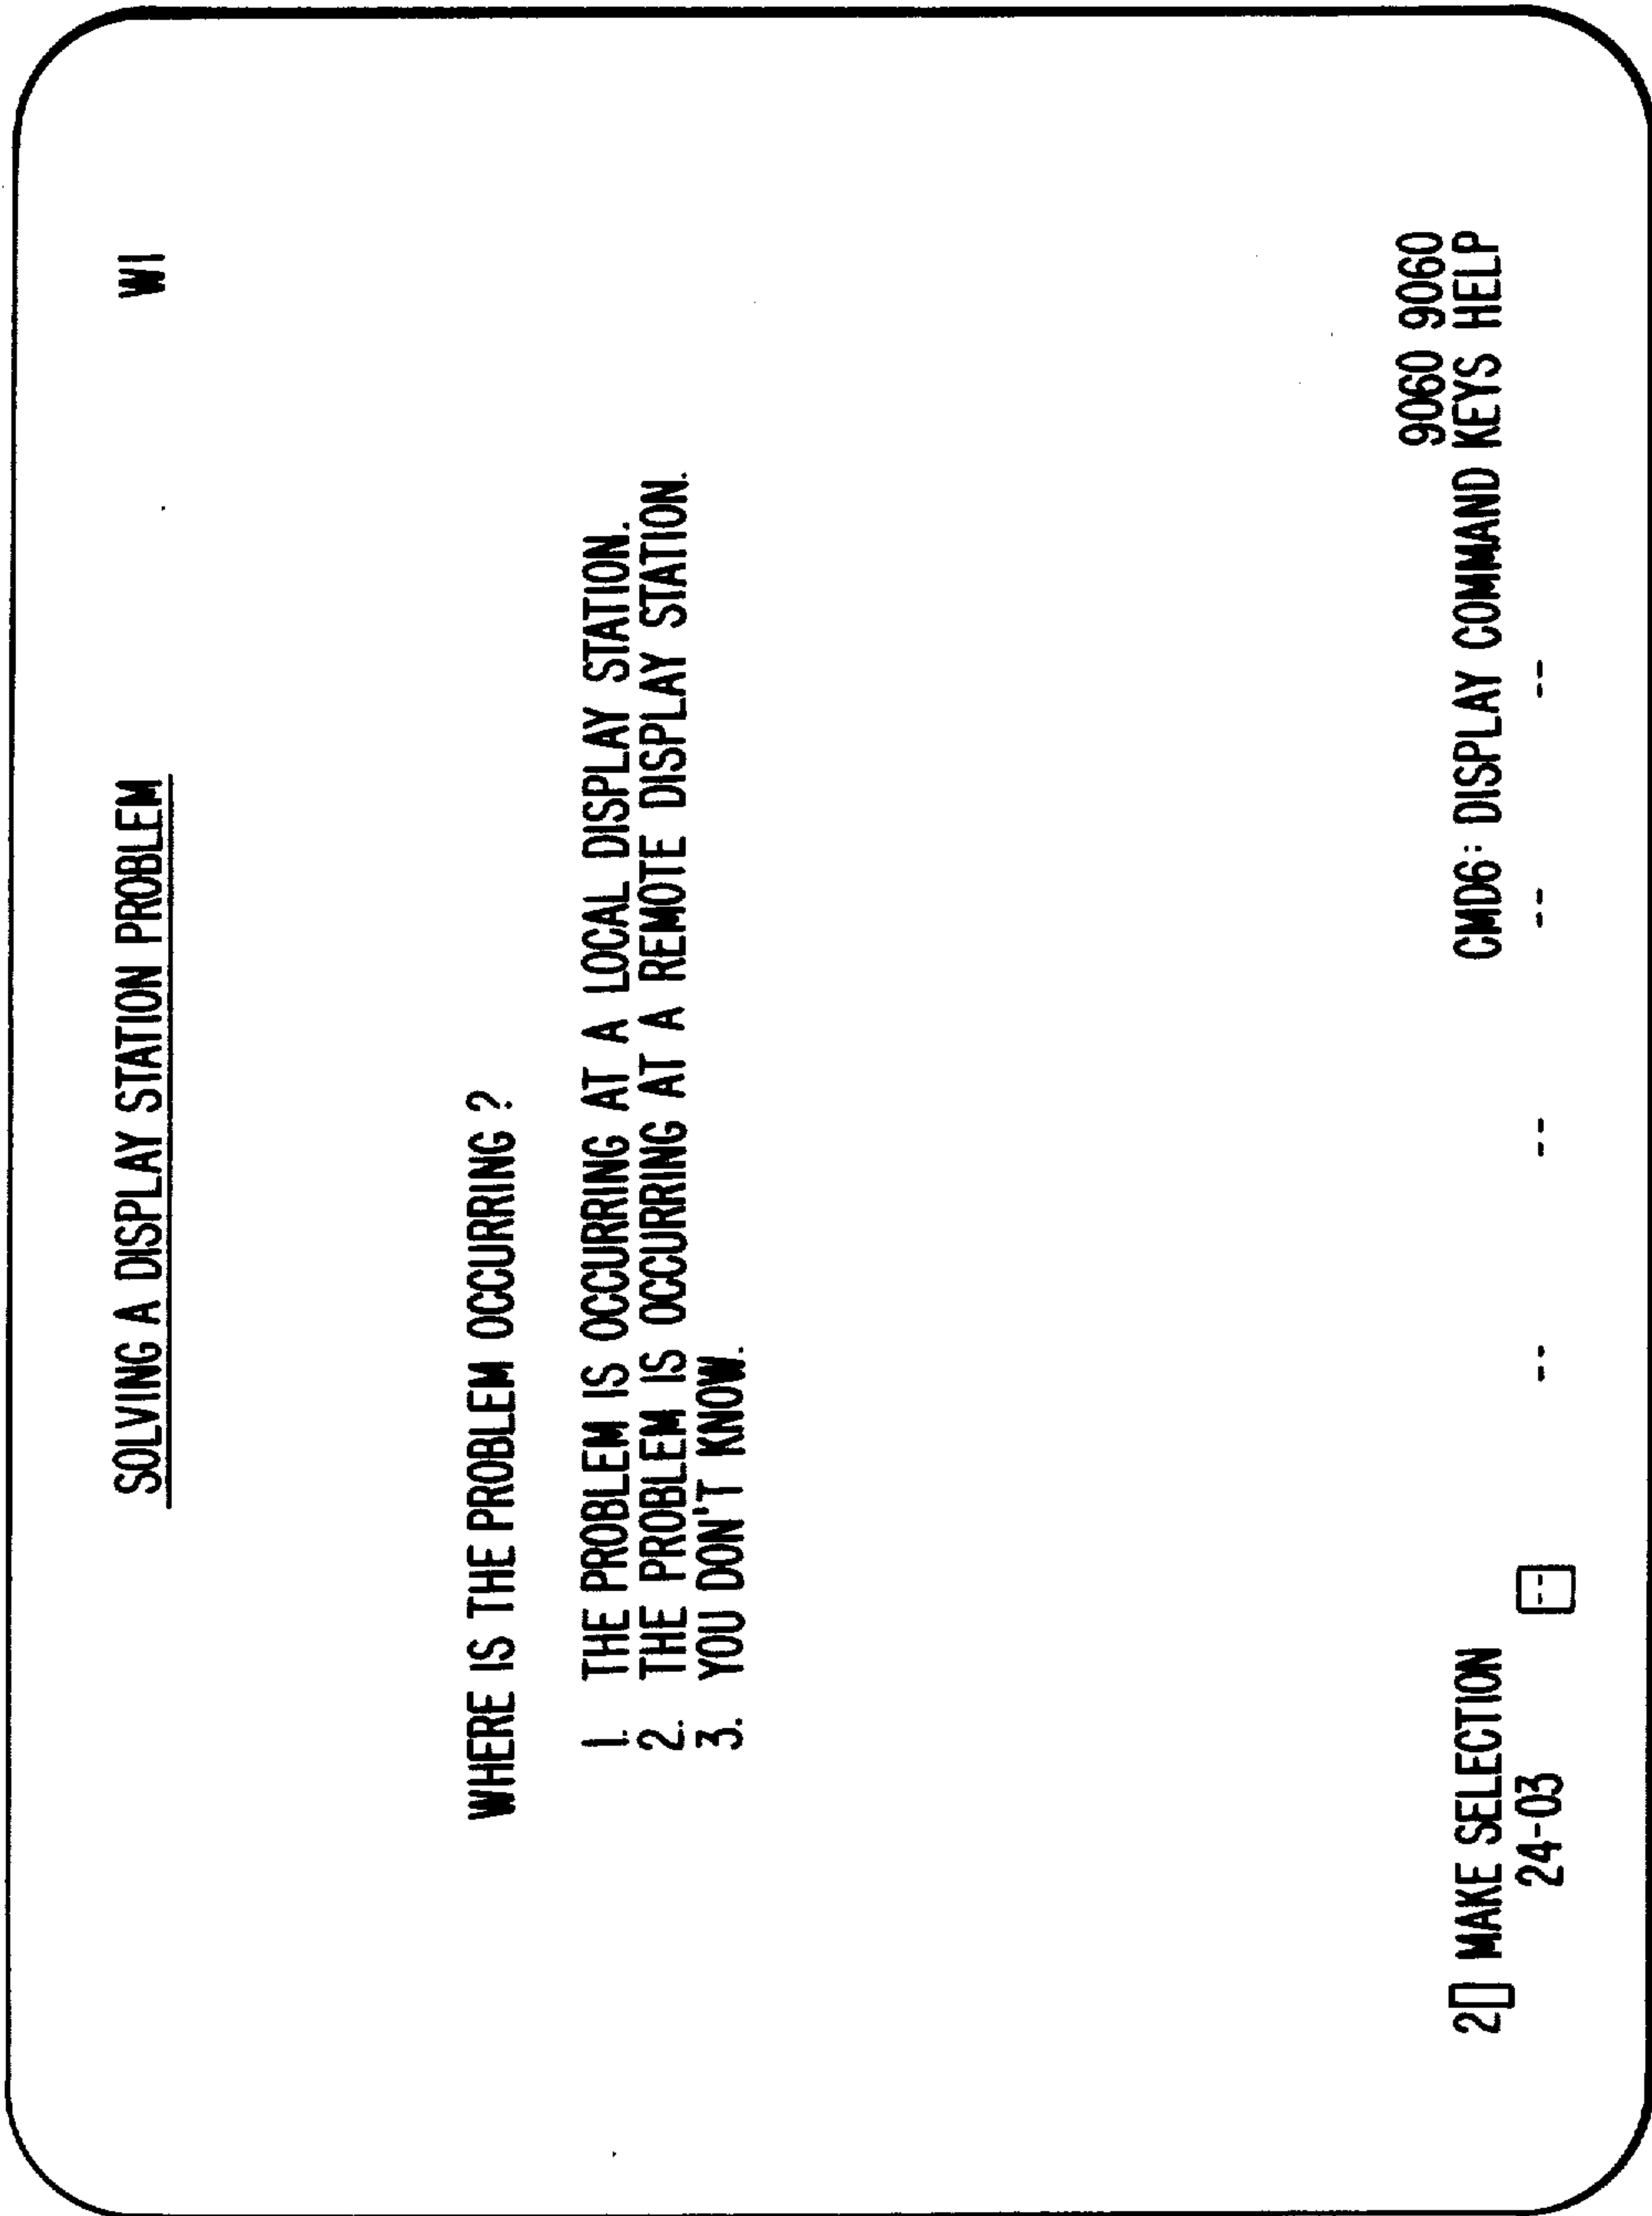 SOLVING A DISPLAY STATION PROBLEM W1
WHERE IS THE PROBLEM OCCURRING ?
1. THE PROBLEM IS OCCURRING AT A LOCAL DISPLAY STATION.
2. THE PROBLEM IS OCCURRING AT A REMOTE DISPLAY STATION.
3. YOU DON'T KNOW.
9060 9060
2▯ MAKE SELECTION CMD6: DISPLAY COMMAND KEYS HELP
24-03 -- -- -- -- --